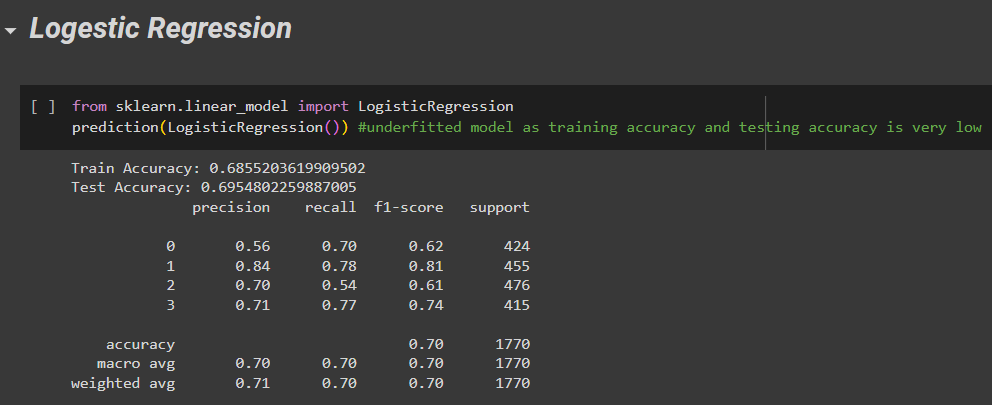 Logestic Regression
[ ] from sklearn.linear_model import LogisticRegression
prediction(LogisticRegression()) #underfitted model as training accuracy and testing accuracy is very low
Train Accuracy: 0.6855203619909502
Test Accuracy: 0.6954802259887005
precision recall f1-score support
0 0.56 0.70 0.62 424
1 0.84 0.78 0.81 455
2 0.70 0.54 0.61 476
3 0.71 0.77 0.74 415
accuracy 0.70 1770
macro avg 0.70 0.70 0.70 1770
weighted avg 0.71 0.70 0.70 1770